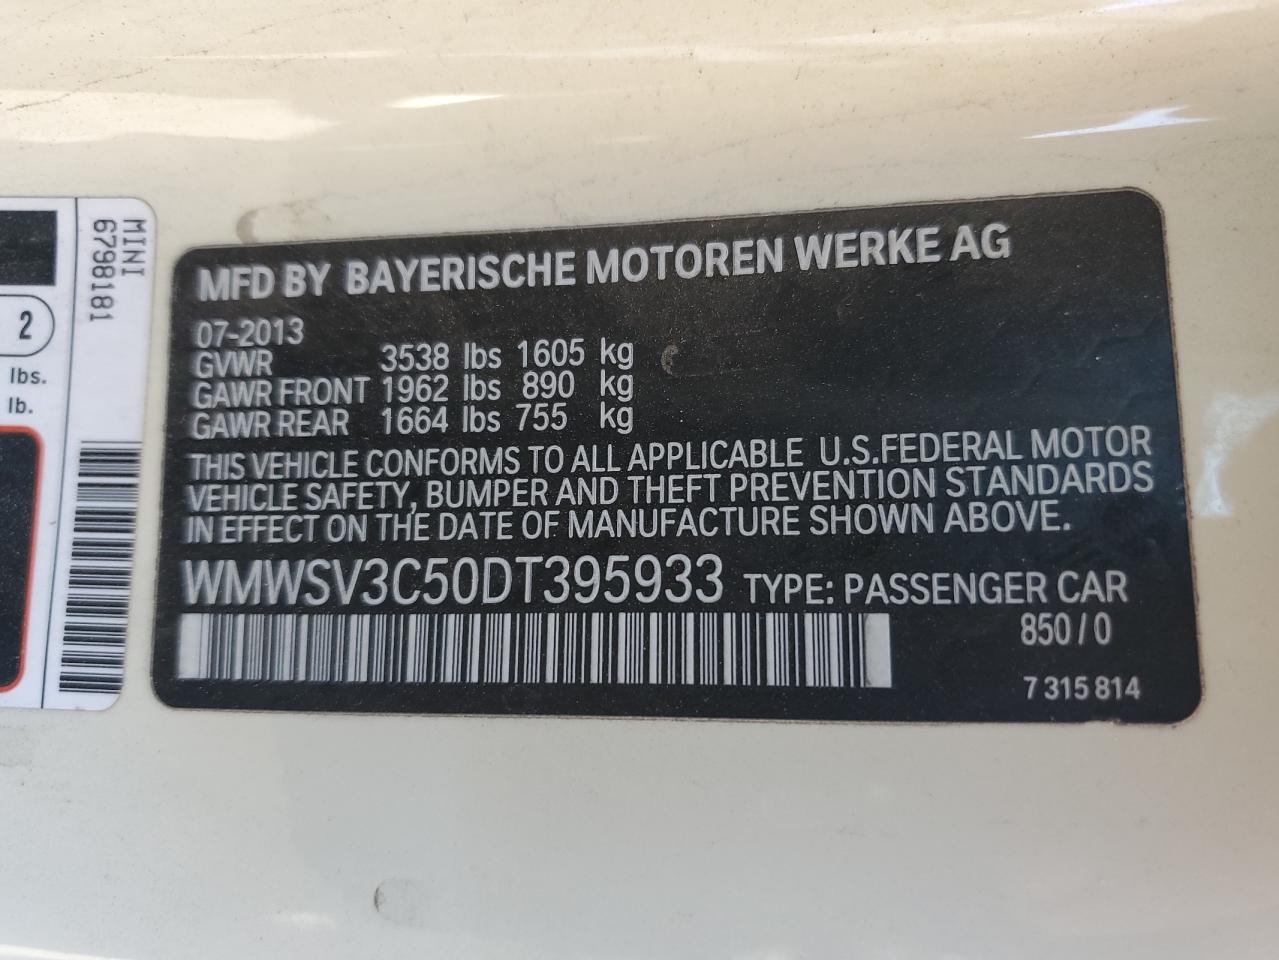 MINI
6798181
2
lbs.
lb.
MFD BY BAYERISCHE MOTOREN WERKE AG
07-2013
GVWR 3538 lbs 1605 kg
GAWR FRONT 1962 lbs 890 kg
GAWR REAR 1664 lbs 755 kg
THIS VEHICLE CONFORMS TO ALL APPLICABLE U.S.FEDERAL MOTOR
VEHICLE SAFETY, BUMPER AND THEFT PREVENTION STANDARDS
IN EFFECT ON THE DATE OF MANUFACTURE SHOWN ABOVE.
WMWSV3C50DT395933 TYPE: PASSENGER CAR
850/0
7 315 814